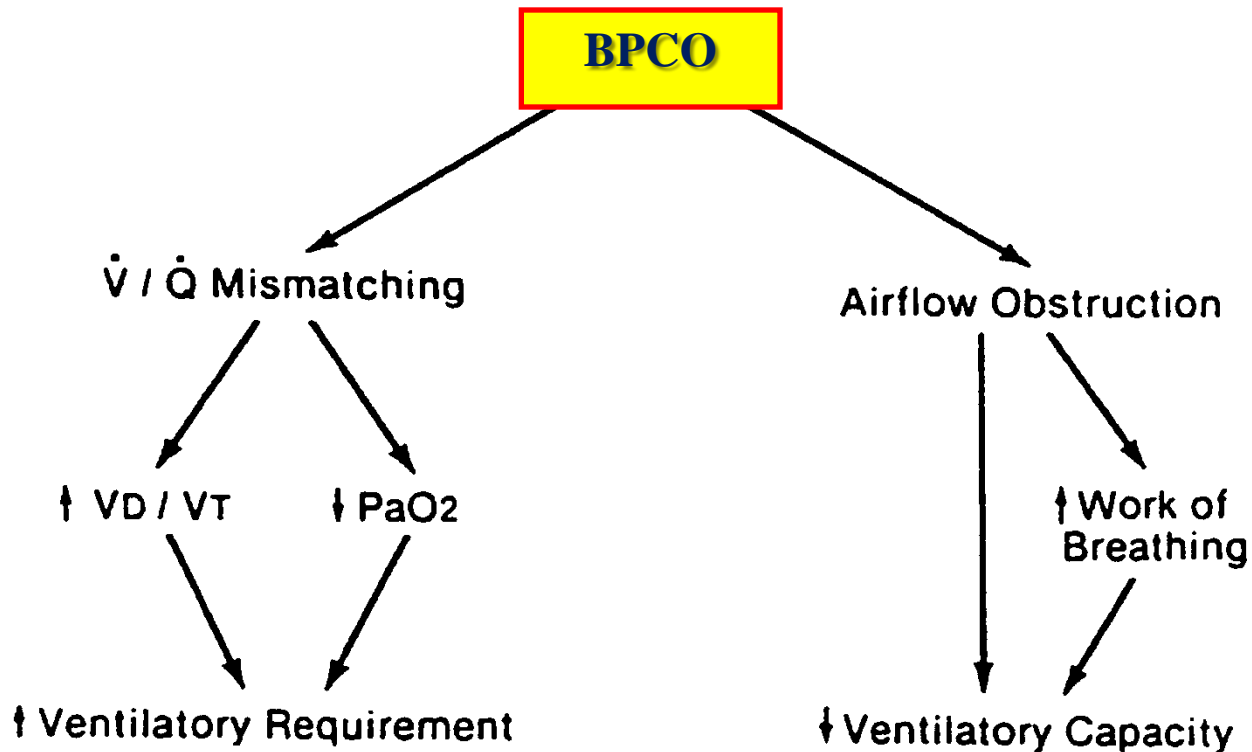 BPCO
V̇ / Q̇ Mismatching
Airflow Obstruction
↑ VD / VT
↓ PaO2
↑ Work of
Breathing
↑ Ventilatory Requirement
↓ Ventilatory Capacity